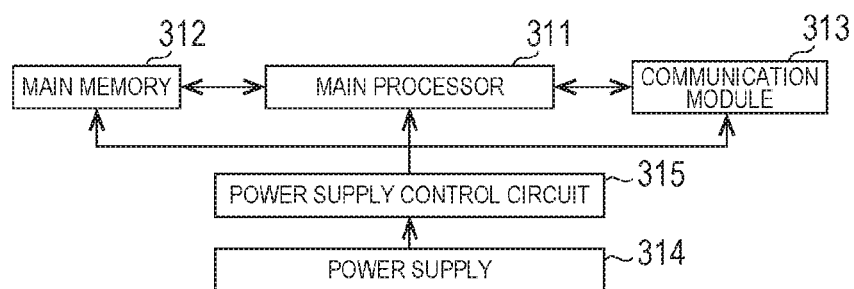 312
311
313
MAIN MEMORY
MAIN PROCESSOR
COMMUNICATION
MODULE
315
POWER SUPPLY CONTROL CIRCUIT
314
POWER SUPPLY